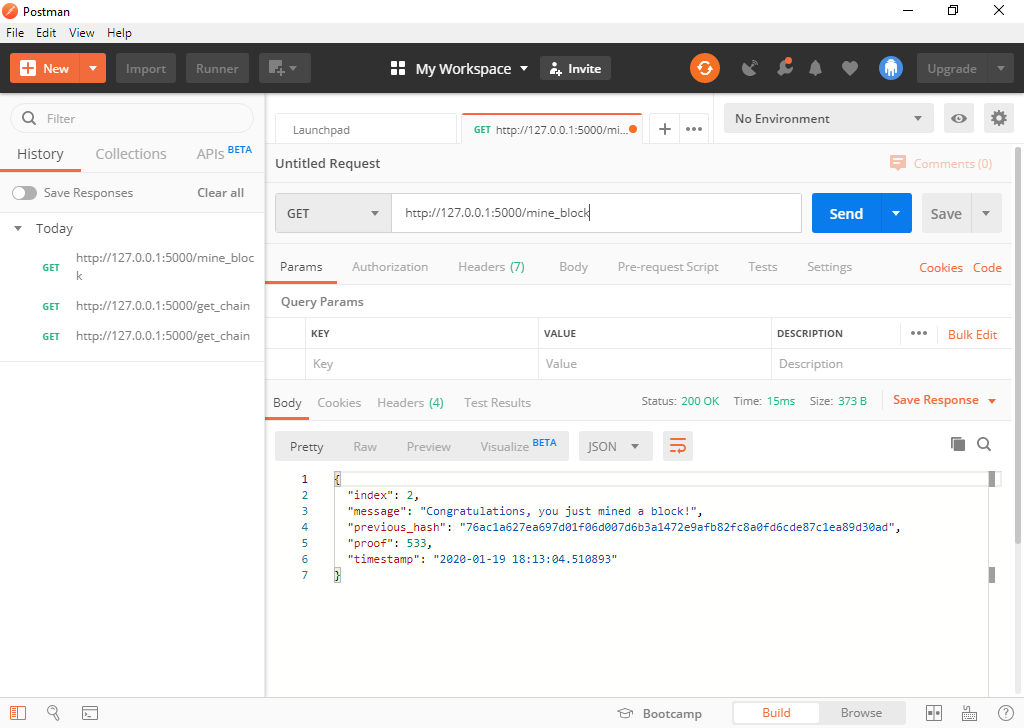 Postman
File Edit View Help
New Import Runner My Workspace Invite Upgrade
Filter
History Collections APIs BETA
Save Responses Clear all
Today
GET http://127.0.0.1:5000/mine_bloc
k
GET http://127.0.0.1:5000/get_chain
GET http://127.0.0.1:5000/get_chain
Launchpad GET http://127.0.0.1:5000/mi... + ••• No Environment
Untitled Request Comments (0)
GET http://127.0.0.1:5000/mine_block Send Save
Params Authorization Headers (7) Body Pre-request Script Tests Settings Cookies Code
Query Params
KEY VALUE DESCRIPTION ••• Bulk Edit
Key Value Description
Body Cookies Headers (4) Test Results Status: 200 OK Time: 15ms Size: 373 B Save Response
Pretty Raw Preview Visualize BETA JSON
1 {
2 "index": 2,
3 "message": "Congratulations, you just mined a block!",
4 "previous_hash": "76ac1a627ea697d01f06d007d6b3a1472e9afb82fc8a0fd6cde87c1ea89d30ad",
5 "proof": 533,
6 "timestamp": "2020-01-19 18:13:04.510893"
7 }
Bootcamp Build Browse ?